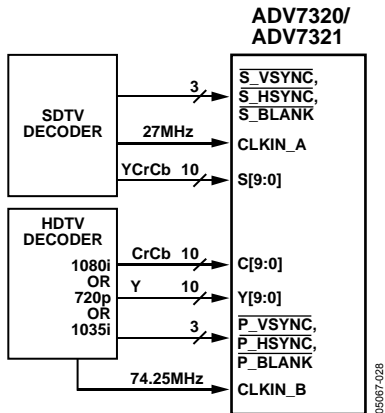 ADV7320/
ADV7321
SDTV
DECODER
3
S_VSYNC,
S_HSYNC,
S_BLANK
27MHz
CLKIN_A
YCrCb 10
S[9:0]
HDTV
DECODER
1080i
OR
720p
OR
1035i
CrCb 10
C[9:0]
Y 10
Y[9:0]
3
P_VSYNC,
P_HSYNC,
P_BLANK
74.25MHz
CLKIN_B
05067-028